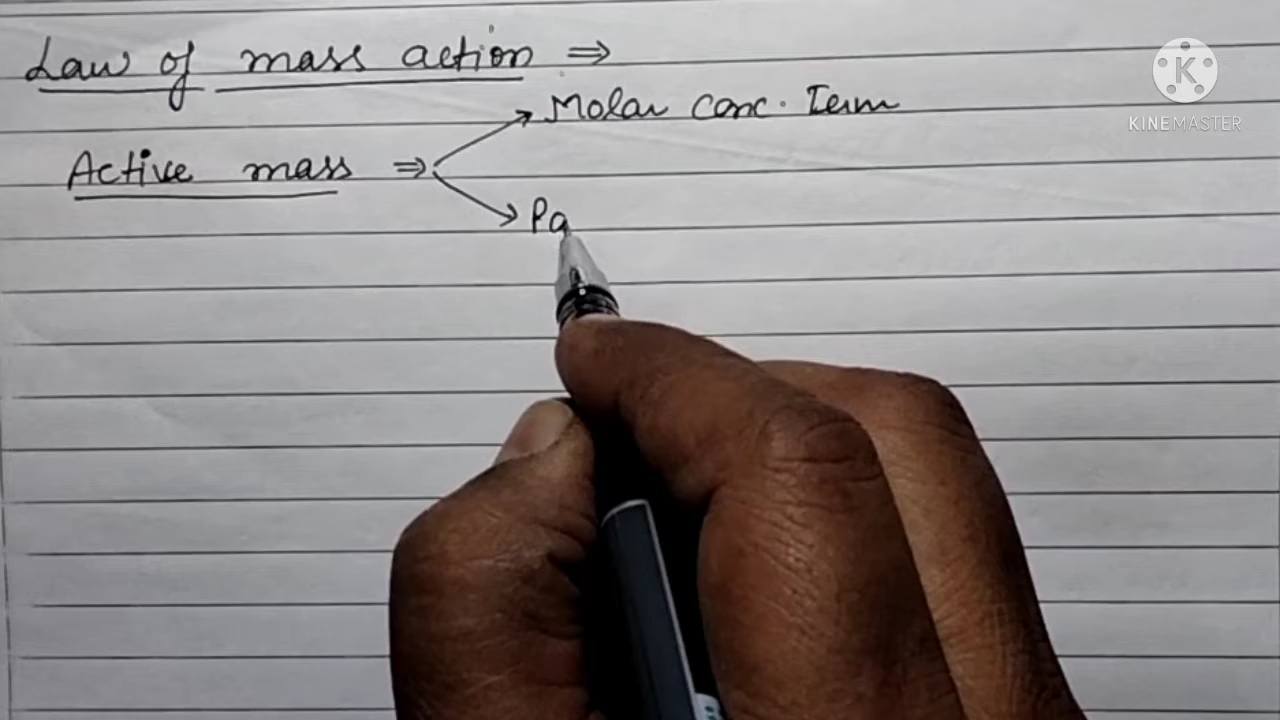 Law of mass action ⇒
Molar Conc. Term
Active mass ⇒
Pa
K
KINEMASTER